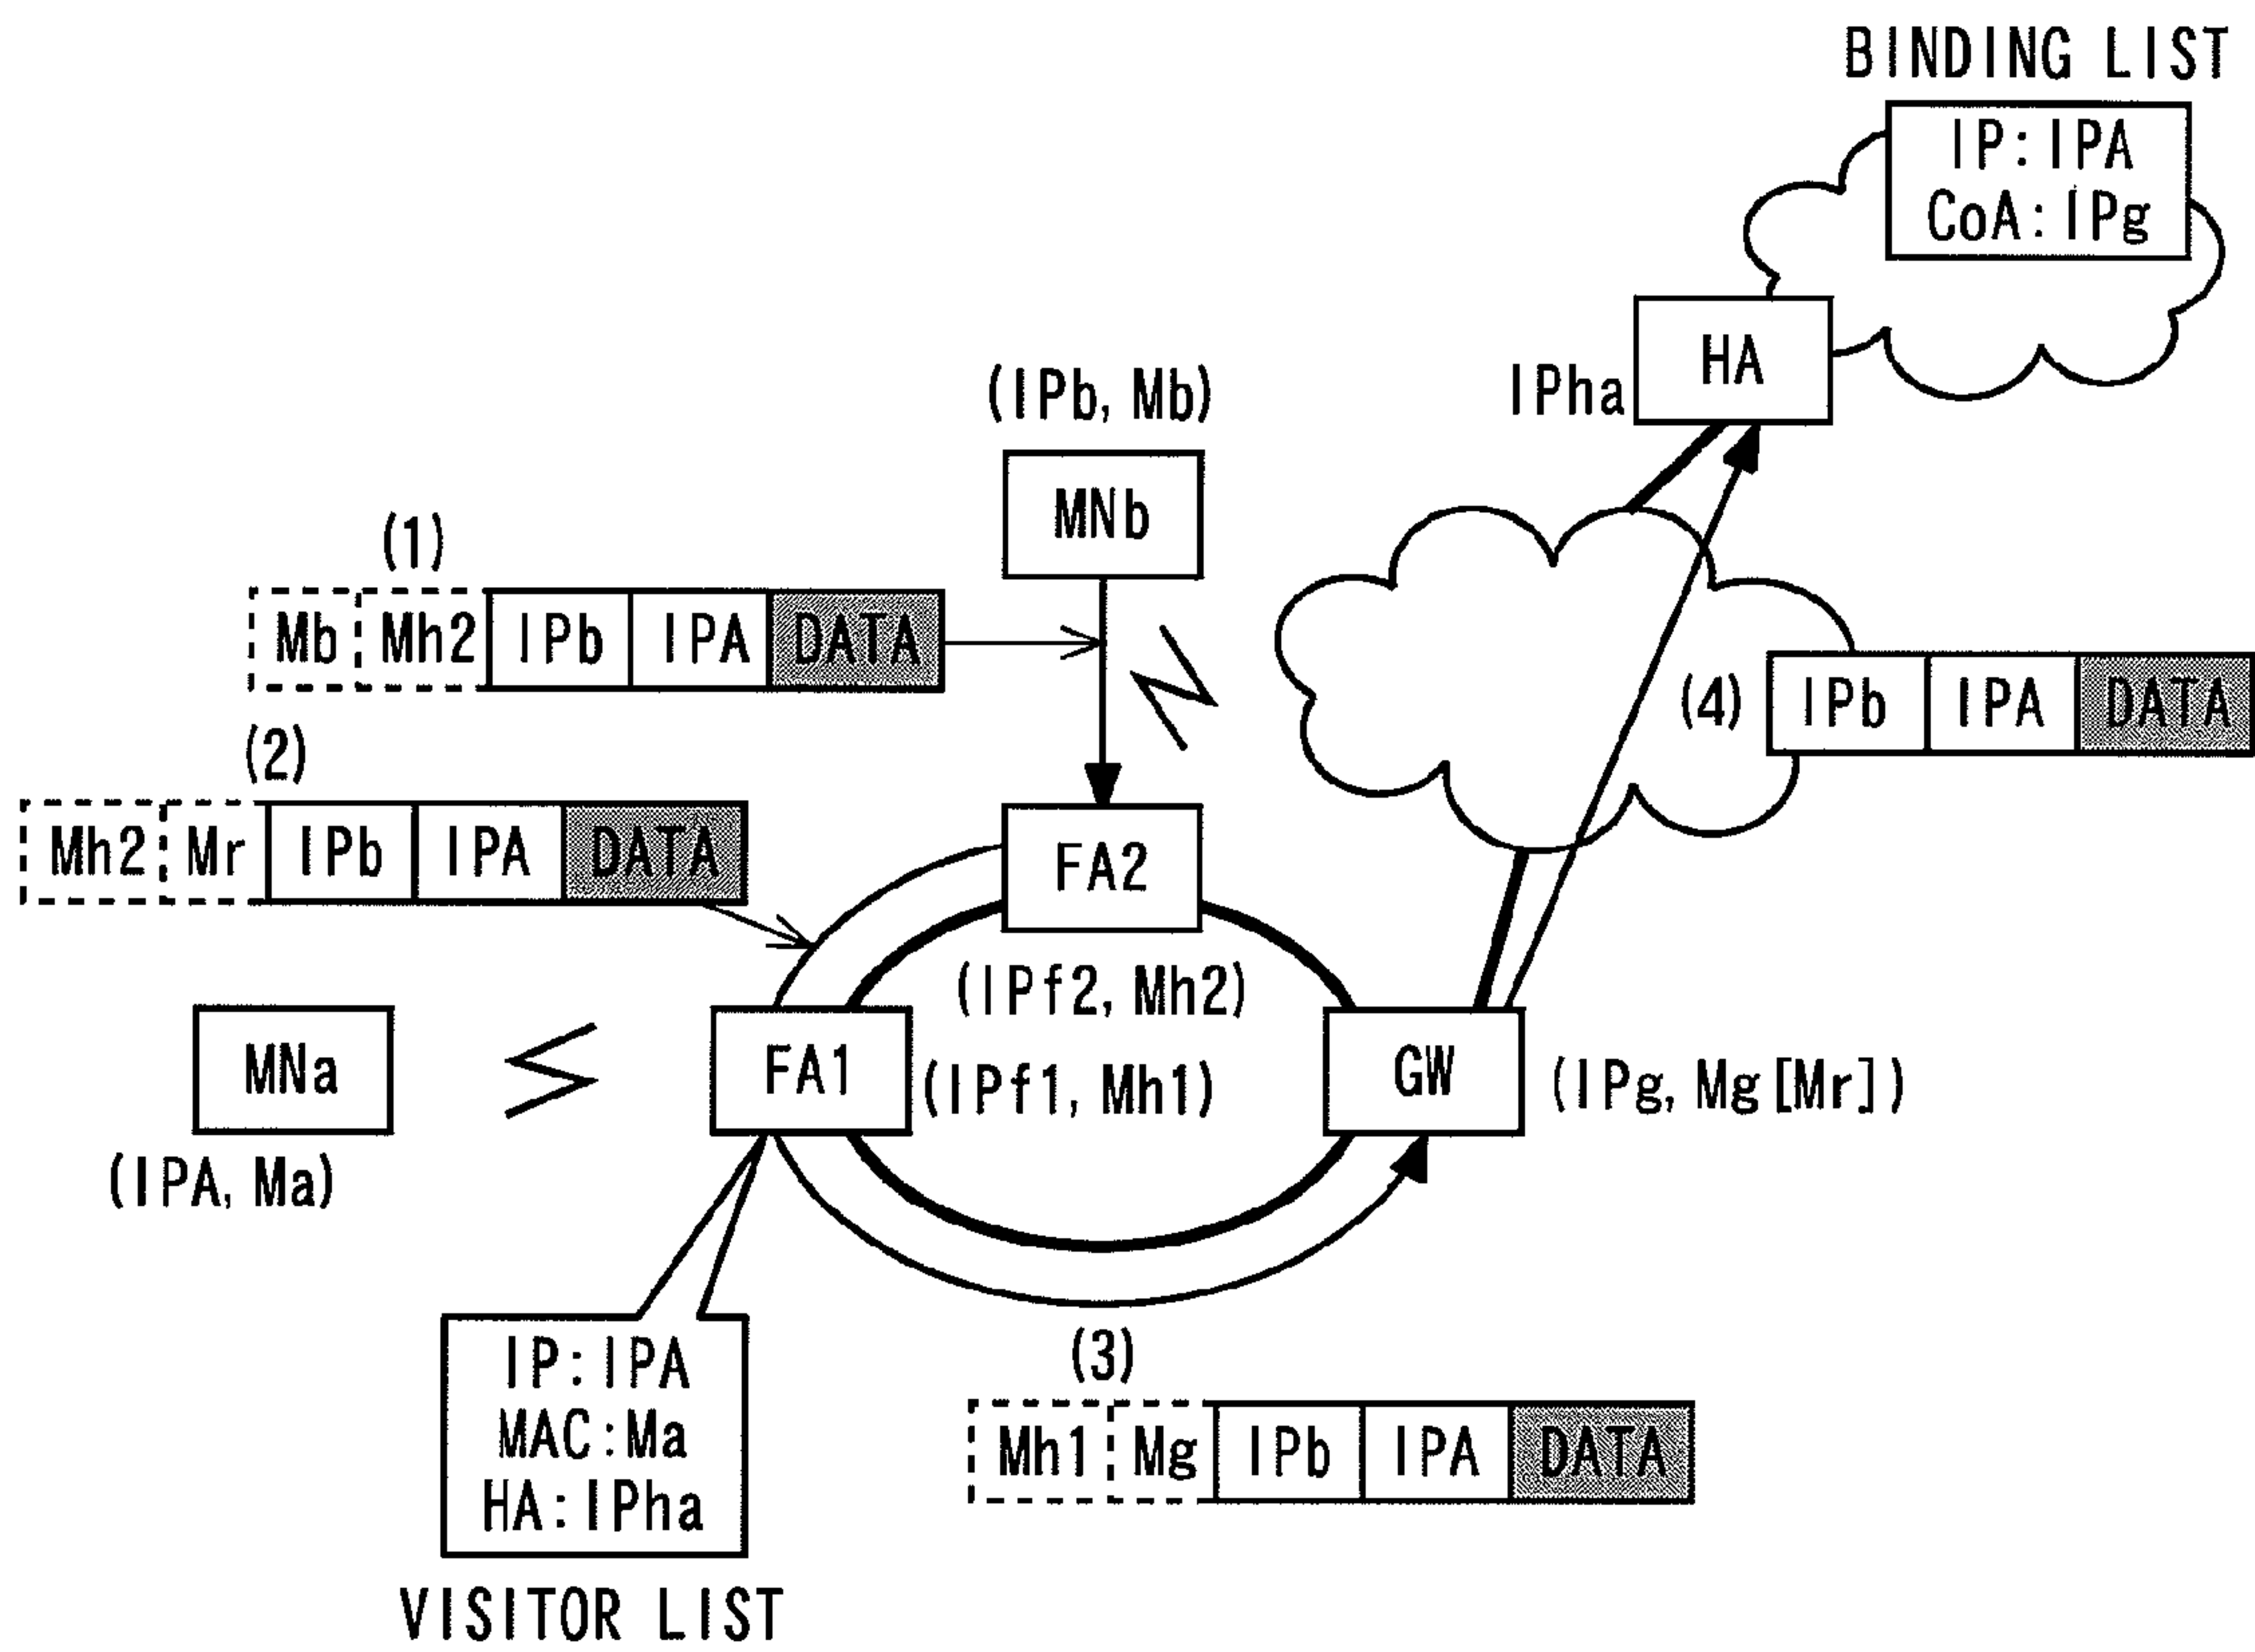 BINDING LIST
IP:IPA
CoA:IPg
HA
IPha
(IPb, Mb)
MNb
(1)
Mb Mh2 IPb IPA DATA
(4) IPb IPA DATA
(2)
Mh2 Mr IPb IPA DATA
FA2
(IPf2, Mh2)
MNa
(IPA, Ma)
FA1
(IPf1, Mh1)
GW
(IPg, Mg[Mr])
(3)
Mh1 Mg IPb IPA DATA
IP:IPA
MAC:Ma
HA:IPha
VISITOR LIST